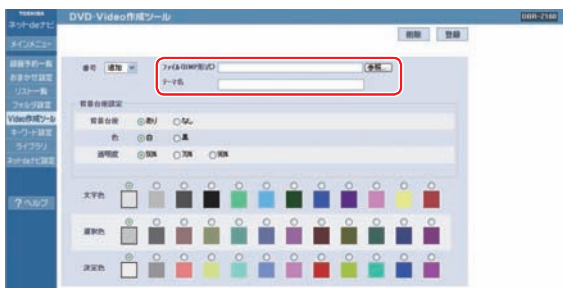 TOSHIBA
ネットdeナビ
DVD-Video作成ツール
DBR-Z160
メインメニュー
削除 登録
録画予約一覧
おまかせ設定
リスト一覧
フォルダ設定
Video作成ツール
キーワード設定
ライブラリ
ネットdeナビ設定
?ヘルプ
番号 追加 ファイル(BMP形式) 参照...
テーマ名
背景台座設定
背景台座 あり なし
色 白 黒
透明度 50% 70% 90%
文字色
選択色
決定色